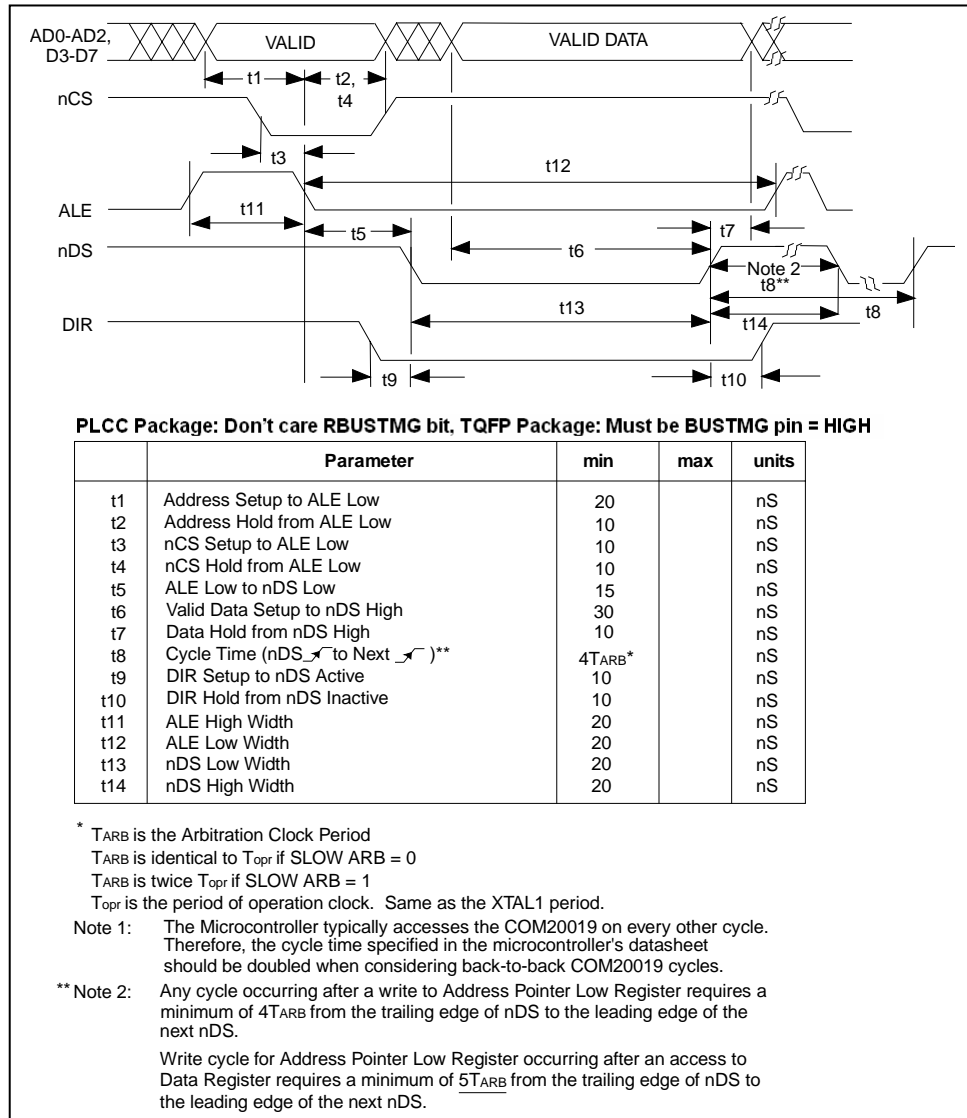 AD0-AD2,
D3-D7
VALID
VALID DATA
t1
t2,
t4
nCS
t3
t12
ALE
t11
t5
t7
nDS
t6
Note 2
t8**
t8
t13
t14
DIR
t9
t10
PLCC Package: Don't care RBUSTMG bit, TQFP Package: Must be BUSTMG pin = HIGH
Parameter min max units
t1 Address Setup to ALE Low 20 nS
t2 Address Hold from ALE Low 10 nS
t3 nCS Setup to ALE Low 10 nS
t4 nCS Hold from ALE Low 10 nS
t5 ALE Low to nDS Low 15 nS
t6 Valid Data Setup to nDS High 30 nS
t7 Data Hold from nDS High 10 nS
t8 Cycle Time (nDS to Next )** 4TARB* nS
t9 DIR Setup to nDS Active 10 nS
t10 DIR Hold from nDS Inactive 10 nS
t11 ALE High Width 20 nS
t12 ALE Low Width 20 nS
t13 nDS Low Width 20 nS
t14 nDS High Width 20 nS
* TARB is the Arbitration Clock Period
TARB is identical to Topr if SLOW ARB = 0
TARB is twice Topr if SLOW ARB = 1
Topr is the period of operation clock. Same as the XTAL1 period.
Note 1: The Microcontroller typically accesses the COM20019 on every other cycle.
Therefore, the cycle time specified in the microcontroller's datasheet
should be doubled when considering back-to-back COM20019 cycles.
** Note 2: Any cycle occurring after a write to Address Pointer Low Register requires a
minimum of 4TARB from the trailing edge of nDS to the leading edge of the
next nDS.
Write cycle for Address Pointer Low Register occurring after an access to
Data Register requires a minimum of 5TARB from the trailing edge of nDS to
the leading edge of the next nDS.